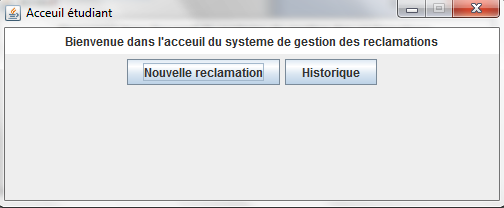 Acceuil étudiant
Bienvenue dans l'acceuil du systeme de gestion des reclamations
Nouvelle reclamation Historique